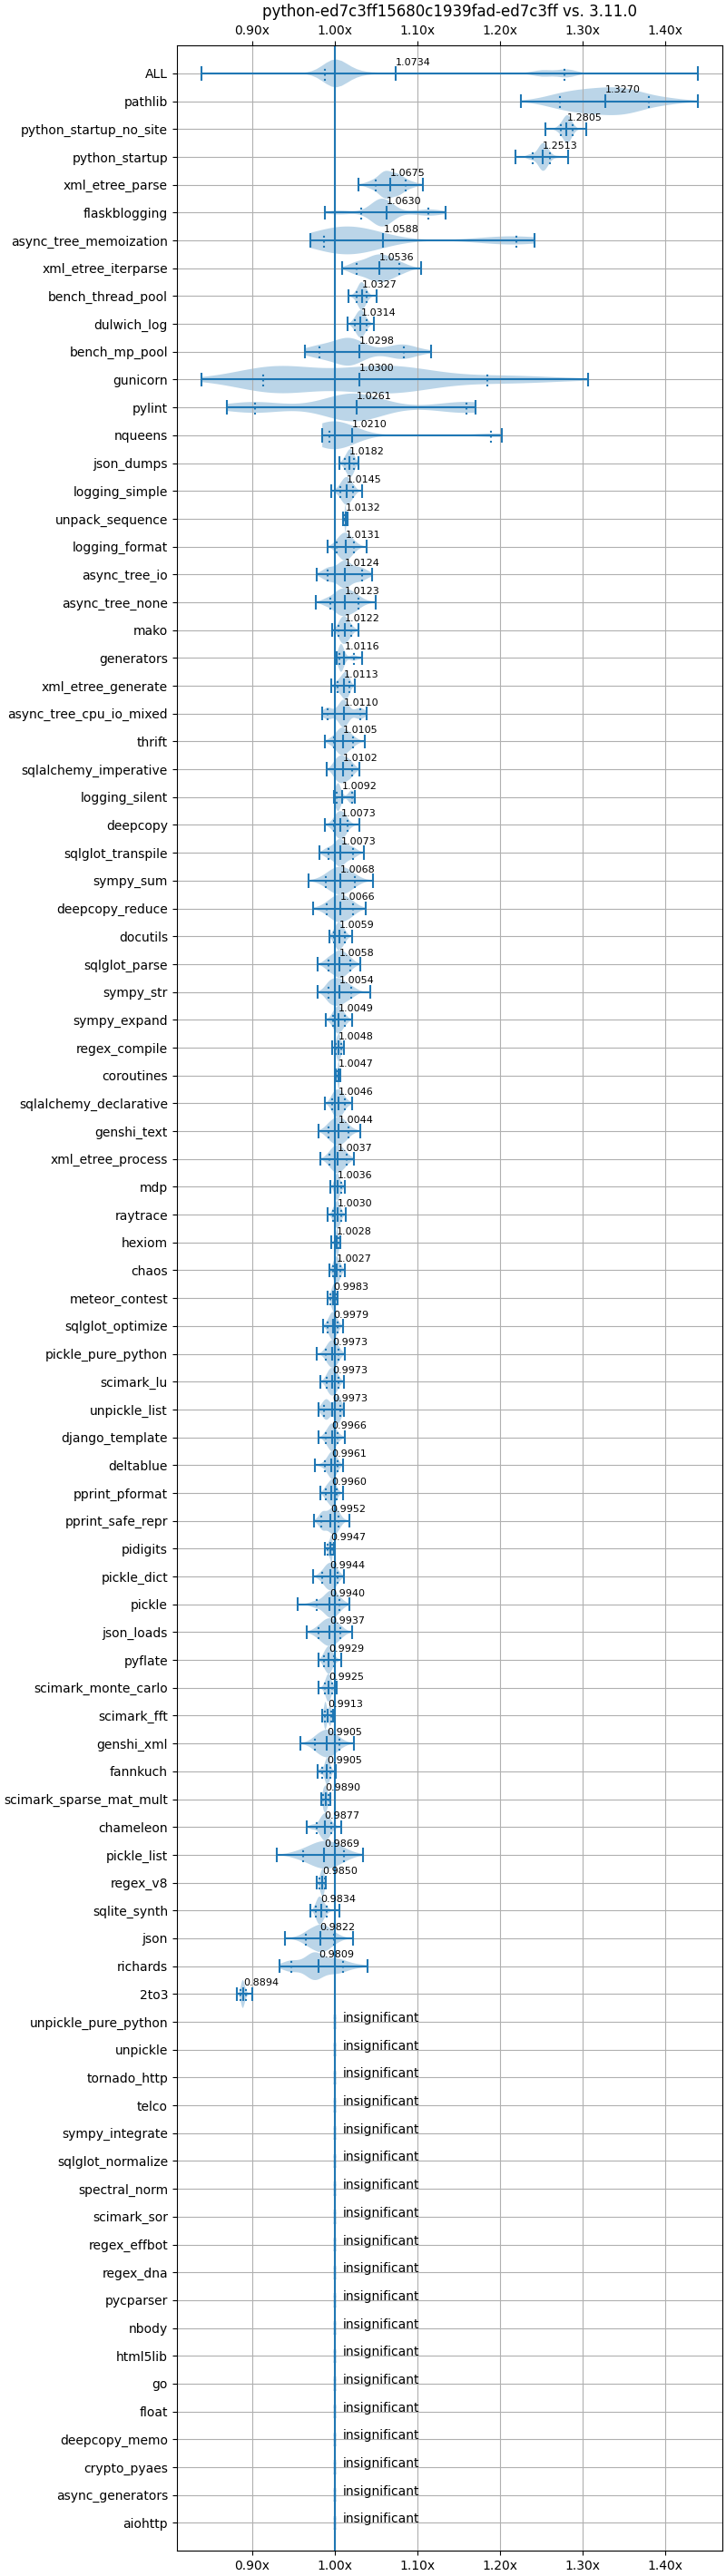 python-ed7c3ff15680c1939fad-ed7c3ff vs. 3.11.0
0.90x 1.00x 1.10x 1.20x 1.30x 1.40x
ALL 1.0734
pathlib 1.3270
python_startup_no_site 1.2805
python_startup 1.2513
xml_etree_parse 1.0675
flaskblogging 1.0630
async_tree_memoization 1.0588
xml_etree_iterparse 1.0536
bench_thread_pool 1.0327
dulwich_log 1.0314
bench_mp_pool 1.0298
gunicorn 1.0300
pylint 1.0261
nqueens 1.0210
json_dumps 1.0182
logging_simple 1.0145
unpack_sequence 1.0132
logging_format 1.0131
async_tree_io 1.0124
async_tree_none 1.0123
mako 1.0122
generators 1.0116
xml_etree_generate 1.0113
async_tree_cpu_io_mixed 1.0110
thrift 1.0105
sqlalchemy_imperative 1.0102
logging_silent 1.0092
deepcopy 1.0073
sqlglot_transpile 1.0073
sympy_sum 1.0068
deepcopy_reduce 1.0066
docutils 1.0059
sqlglot_parse 1.0058
sympy_str 1.0054
sympy_expand 1.0049
regex_compile 1.0048
coroutines 1.0047
sqlalchemy_declarative 1.0046
genshi_text 1.0044
xml_etree_process 1.0037
mdp 1.0036
raytrace 1.0030
hexiom 1.0028
chaos 1.0027
meteor_contest 0.9983
sqlglot_optimize 0.9979
pickle_pure_python 0.9973
scimark_lu 0.9973
unpickle_list 0.9973
django_template 0.9966
deltablue 0.9961
pprint_pformat 0.9960
pprint_safe_repr 0.9952
pidigits 0.9947
pickle_dict 0.9944
pickle 0.9940
json_loads 0.9937
pyflate 0.9929
scimark_monte_carlo 0.9925
scimark_fft 0.9913
genshi_xml 0.9905
fannkuch 0.9905
scimark_sparse_mat_mult 0.9890
chameleon 0.9877
pickle_list 0.9869
regex_v8 0.9850
sqlite_synth 0.9834
json 0.9822
richards 0.9809
2to3 0.8894
unpickle_pure_python insignificant
unpickle insignificant
tornado_http insignificant
telco insignificant
sympy_integrate insignificant
sqlglot_normalize insignificant
spectral_norm insignificant
scimark_sor insignificant
regex_effbot insignificant
regex_dna insignificant
pycparser insignificant
nbody insignificant
html5lib insignificant
go insignificant
float insignificant
deepcopy_memo insignificant
crypto_pyaes insignificant
async_generators insignificant
aiohttp insignificant
0.90x 1.00x 1.10x 1.20x 1.30x 1.40x